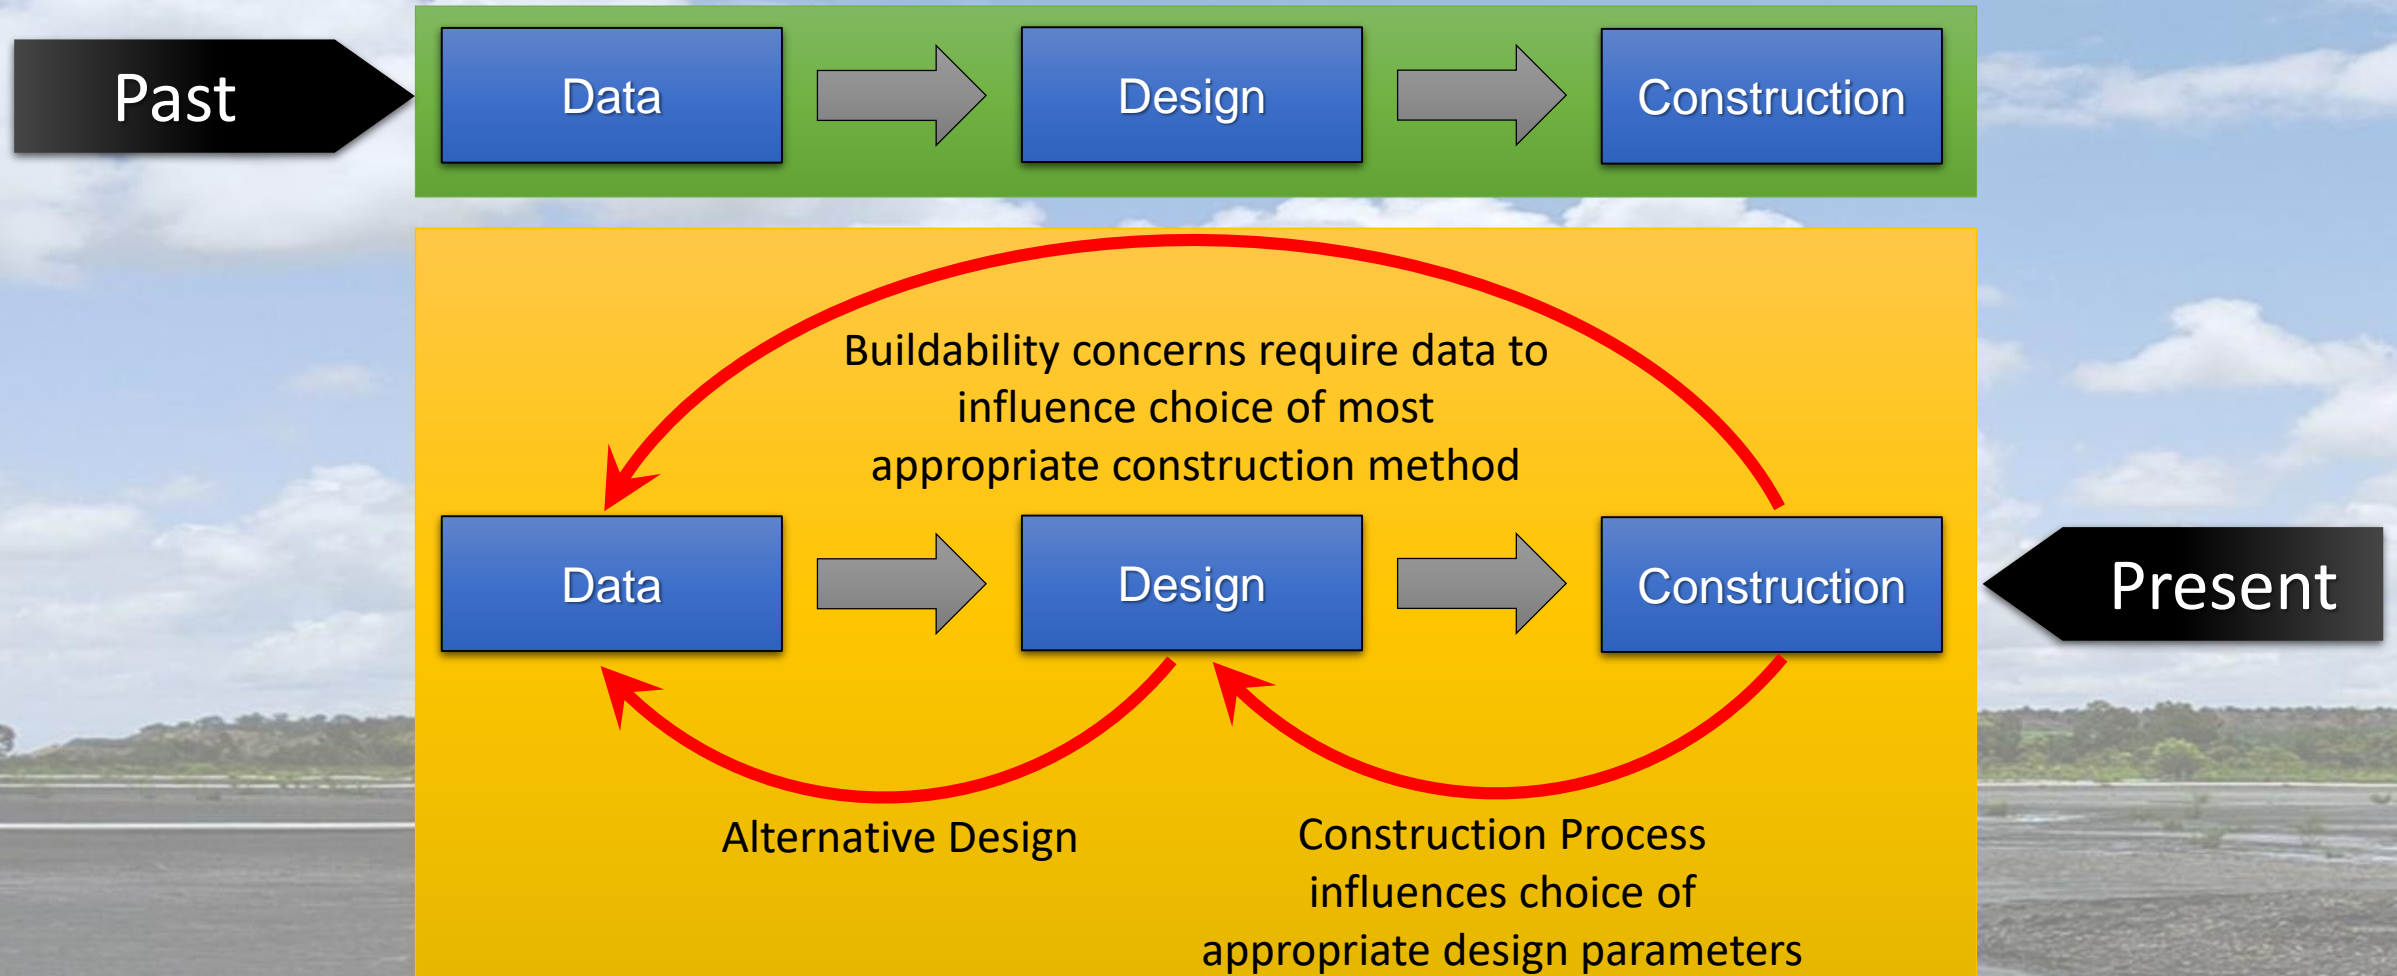 Past
Data
Design
Construction
Buildability concerns require data to
influence choice of most
appropriate construction method
Data
Design
Construction
Present
Alternative Design
Construction Process
influences choice of
appropriate design parameters